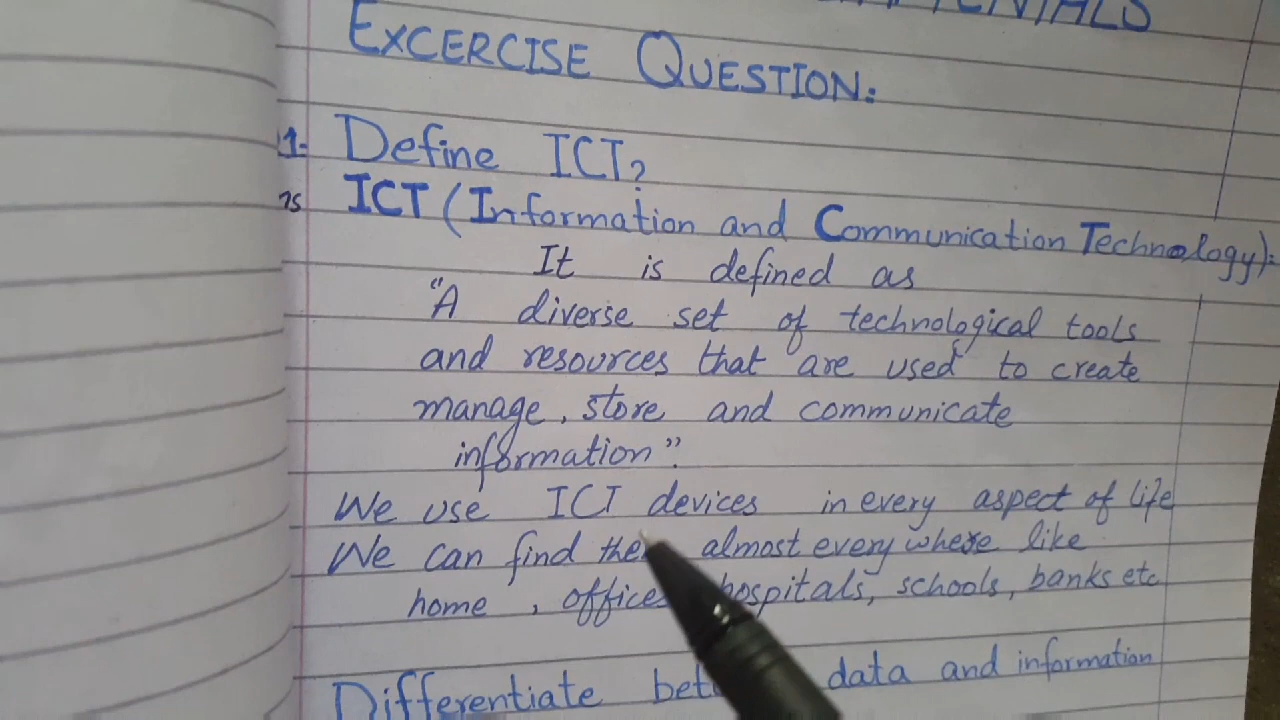 EXCERCISE QUESTION:
1. Define ICT?
ICT (Information and Communication Technology):-
It is defined as
"A diverse set of technological tools
and resources that are used to create
manage, store and communicate
information".
We use ICT devices in every aspect of life
We can find almost everywhere like
home, offices hospitals, schools, banks etc
Differentiate data and information